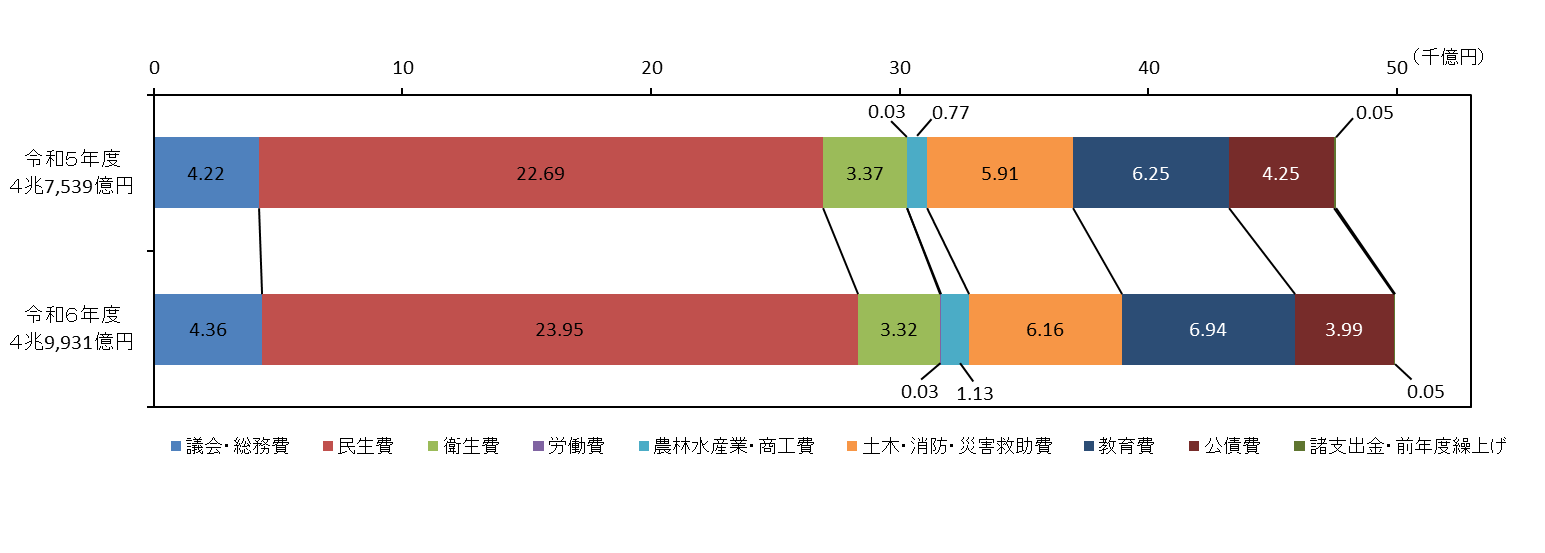 （千億円）
0 10 20 30 40 50
0.03 0.77 0.05
令和５年度
４兆7,539億円
4.22 22.69 3.37 5.91 6.25 4.25
令和６年度
４兆9,931億円
4.36 23.95 3.32 6.16 6.94 3.99
0.03 1.13 0.05
議会・総務費 民生費 衛生費 労働費 農林水産業・商工費 土木・消防・災害救助費 教育費 公債費 諸支出金・前年度繰上げ